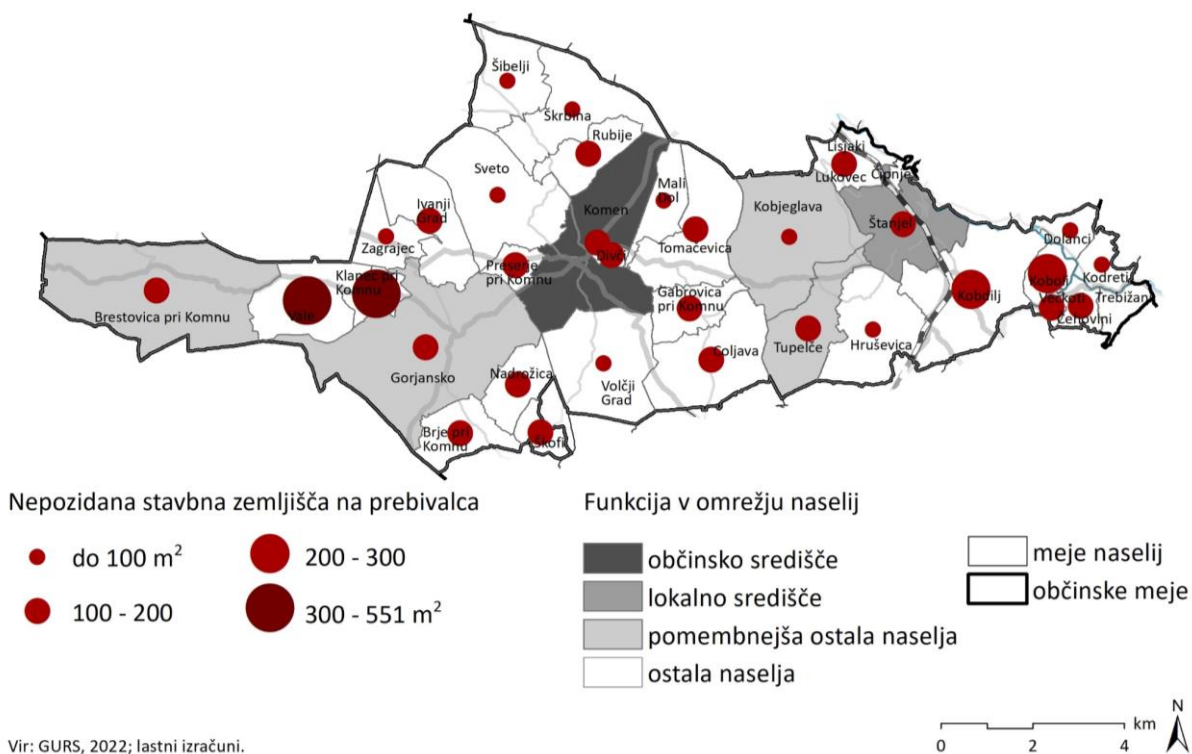 Šibelji
Škrbina
Rubije
Sveto
Lisjaki
Lukovec
Čipnje
Mali
Dol
Kobjeglava
Ivanji
Grad
Komen
Štanjel
Zagrajec
Divči
Tomačevica
Dolanci
Preserje
pri Komnu
Kodreti
Klanec pri
Komnu
Koboli
Gabrovica
pri Komnu
Kobdilj
Večkoti
Trebižani
Čehovini
Brestovica pri Komnu
Vale
Tupelče
Hruševica
Coljava
Gorjansko
Nadrožica
Volčji
Grad
Brje pri
Komnu
Škofi
Nepozidana stavbna zemljišča na prebivalca
do 100 m²
200 - 300
100 - 200
300 - 551 m²
Funkcija v omrežju naselij
občinsko središče
lokalno središče
pomembnejša ostala naselja
ostala naselja
meje naselij
občinske meje
Vir: GURS, 2022; lastni izračuni.
km
0 2 4
N